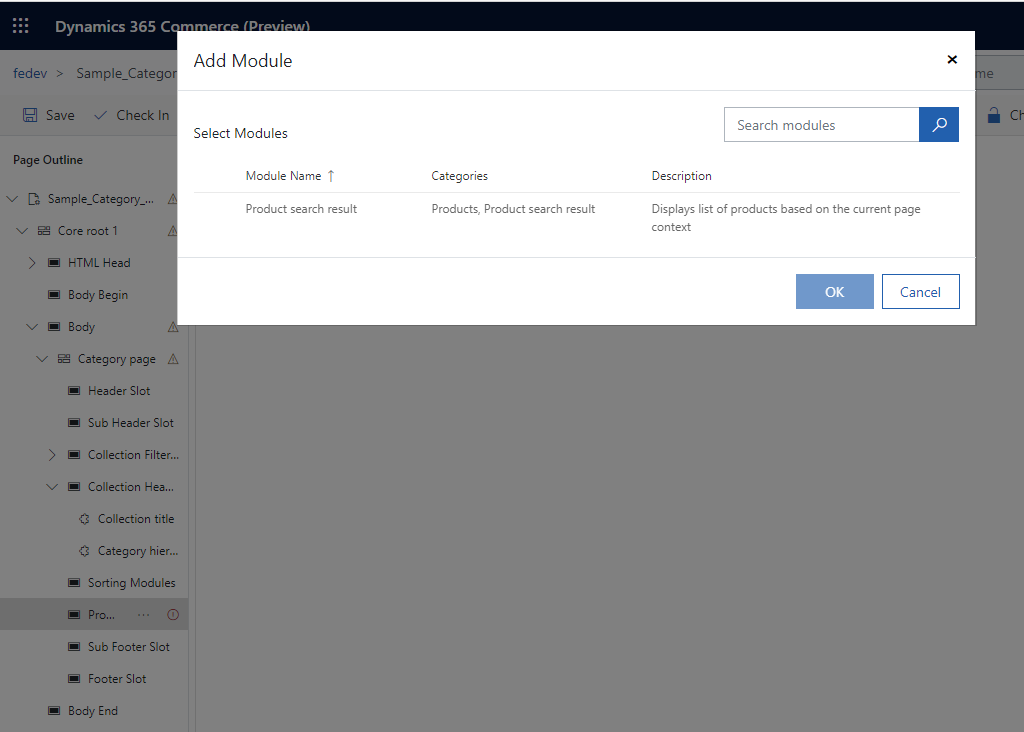 Dynamics 365 Commerce (Preview)
fedev > Sample_Categor
me
Save Check In
Ch
Add Module
×
Select Modules
Search modules
Module Name ↑ Categories Description
Product search result Products, Product search result Displays list of products based on the current page
context
OK Cancel
Page Outline
Sample_Category_...
Core root 1
HTML Head
Body Begin
Body
Category page
Header Slot
Sub Header Slot
Collection Filter...
Collection Hea...
Collection title
Category hier...
Sorting Modules
Pro... ...
Sub Footer Slot
Footer Slot
Body End